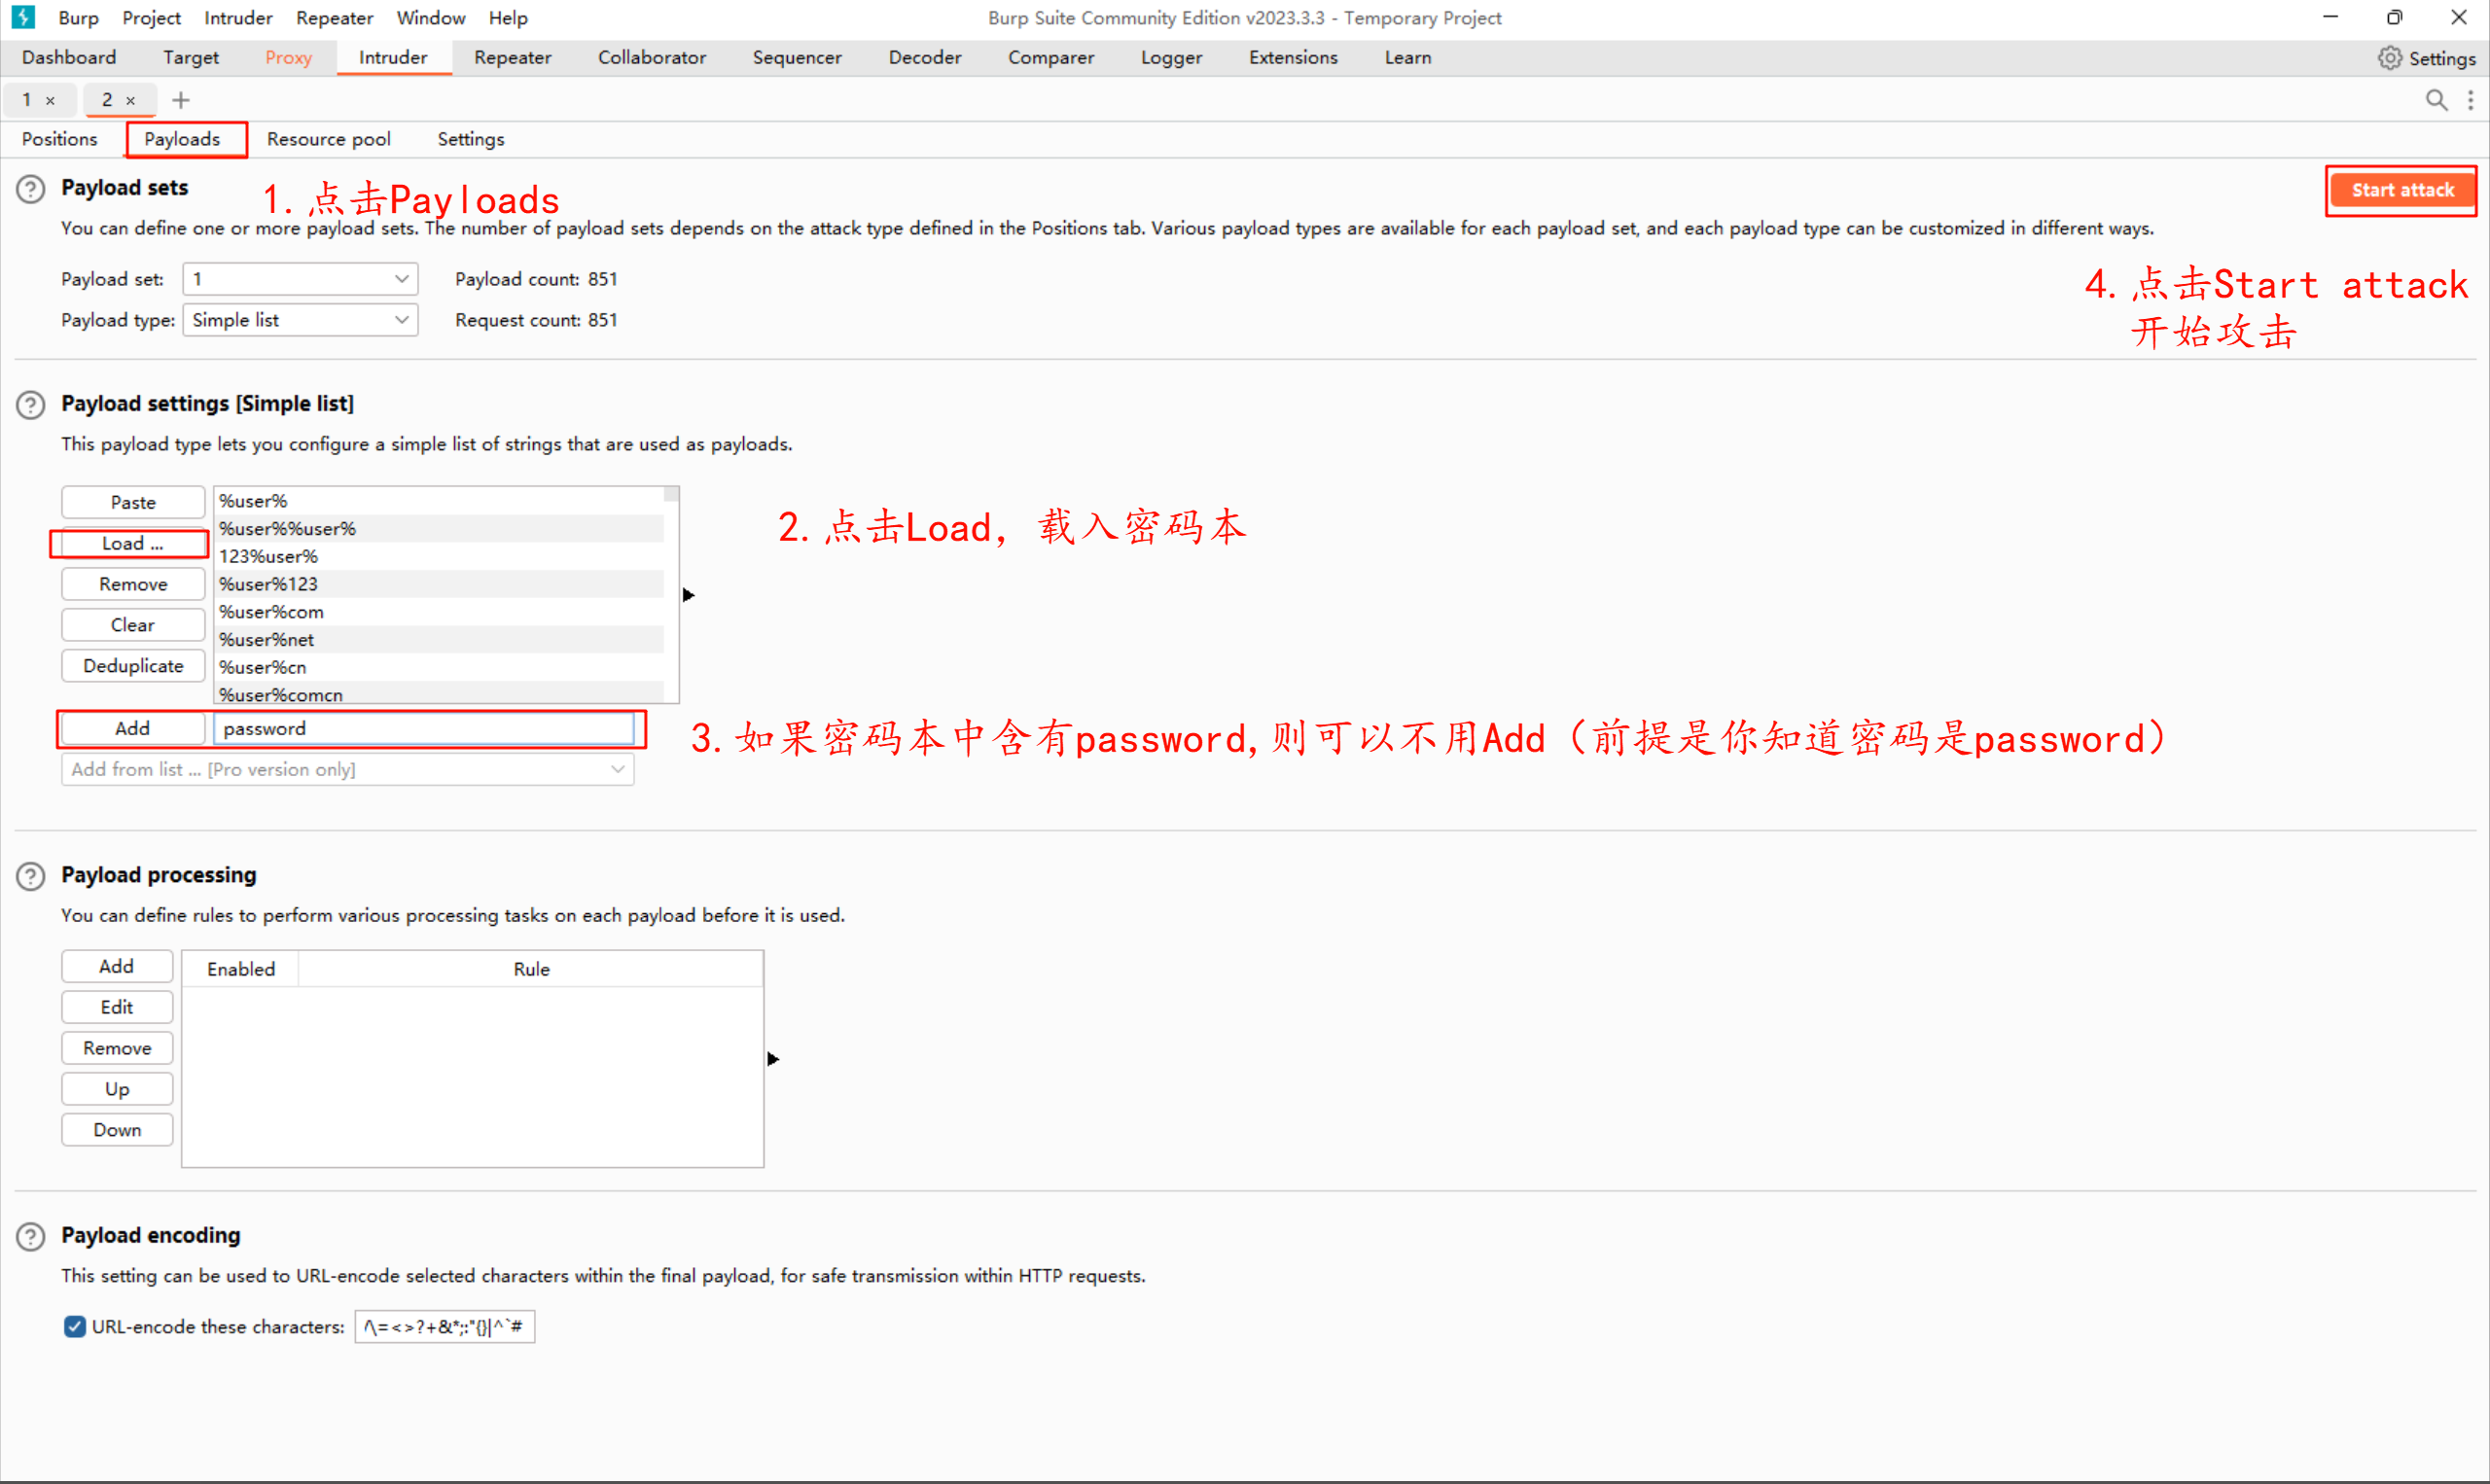 Burp Project Intruder Repeater Window Help Burp Suite Community Edition v2023.3.3 - Temporary Project
Dashboard Target Proxy Intruder Repeater Collaborator Sequencer Decoder Comparer Logger Extensions Learn Settings
1 × 2 × +
Positions Payloads Resource pool Settings
Payload sets
Start attack
1. 点击Payloads
You can define one or more payload sets. The number of payload sets depends on the attack type defined in the Positions tab. Various payload types are available for each payload set, and each payload type can be customized in different ways.
Payload set: 1 Payload count: 851
Payload type: Simple list Request count: 851
4. 点击Start attack
开始攻击
Payload settings [Simple list]
This payload type lets you configure a simple list of strings that are used as payloads.
Paste
Load ...
Remove
Clear
Deduplicate
%user%
%user%%user%
123%user%
%user%123
%user%com
%user%net
%user%cn
%user%comcn
2. 点击Load，载入密码本
Add password
3. 如果密码本中含有password,则可以不用Add（前提是你知道密码是password）
Add from list ... [Pro version only]
Payload processing
You can define rules to perform various processing tasks on each payload before it is used.
Add
Edit
Remove
Up
Down
Enabled Rule
Payload encoding
This setting can be used to URL-encode selected characters within the final payload, for safe transmission within HTTP requests.
URL-encode these characters: /\=<>?+&*;:"{}|^`#